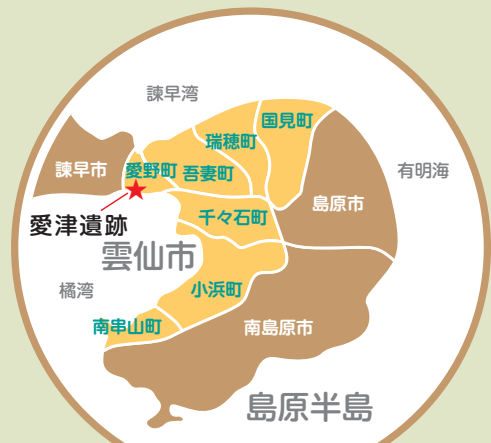 諫早湾
国見町
瑞穂町
諫早市
愛野町
吾妻町
有明海
島原市
千々石町
愛津遺跡
雲仙市
橘湾
小浜町
南串山町
南島原市
島原半島